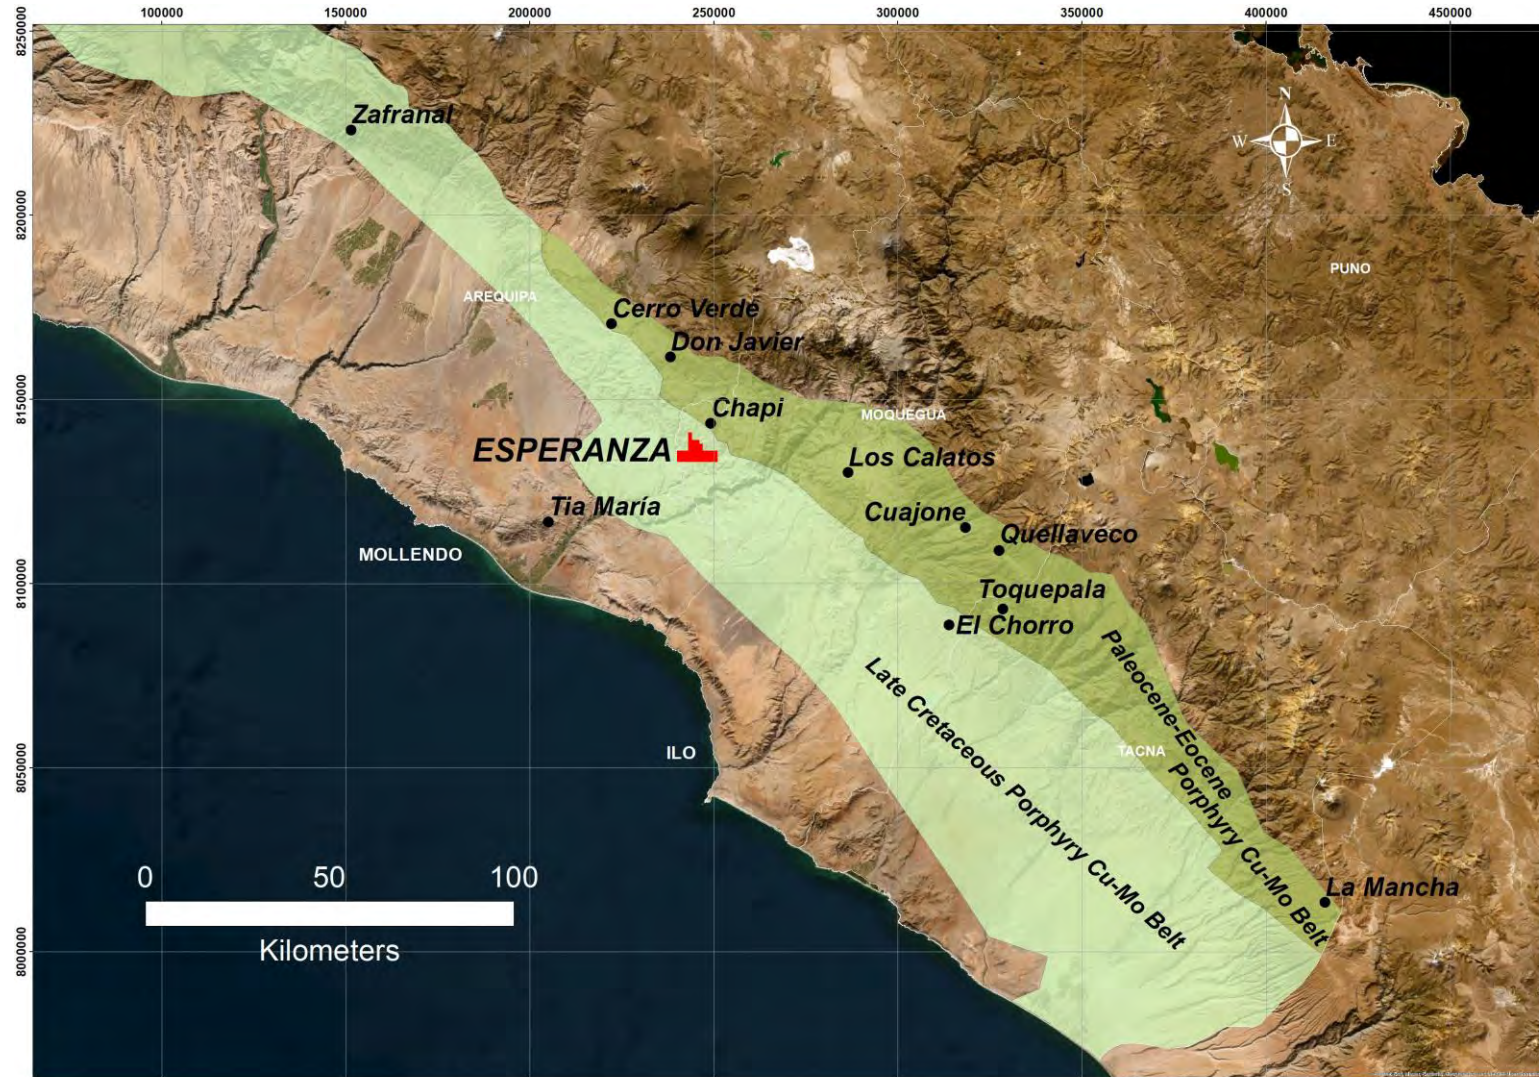 100000 150000 200000 250000 300000 350000 400000 450000
8250000
8200000
8150000
8100000
8050000
8000000
N
W E
S
Zafranal
PUNO
AREQUIPA
Cerro Verde
Don Javier
Chapi
MOQUEGUA
ESPERANZA
Los Calatos
Tia María
Cuajone
Quellaveco
MOLLENDO
Toquepala
El Chorro
Paleocene-Eocene
Porphyry Cu-Mo Belt
Late Cretaceous Porphyry Cu-Mo Belt
ILO
TACNA
La Mancha
0 50 100
Kilometers